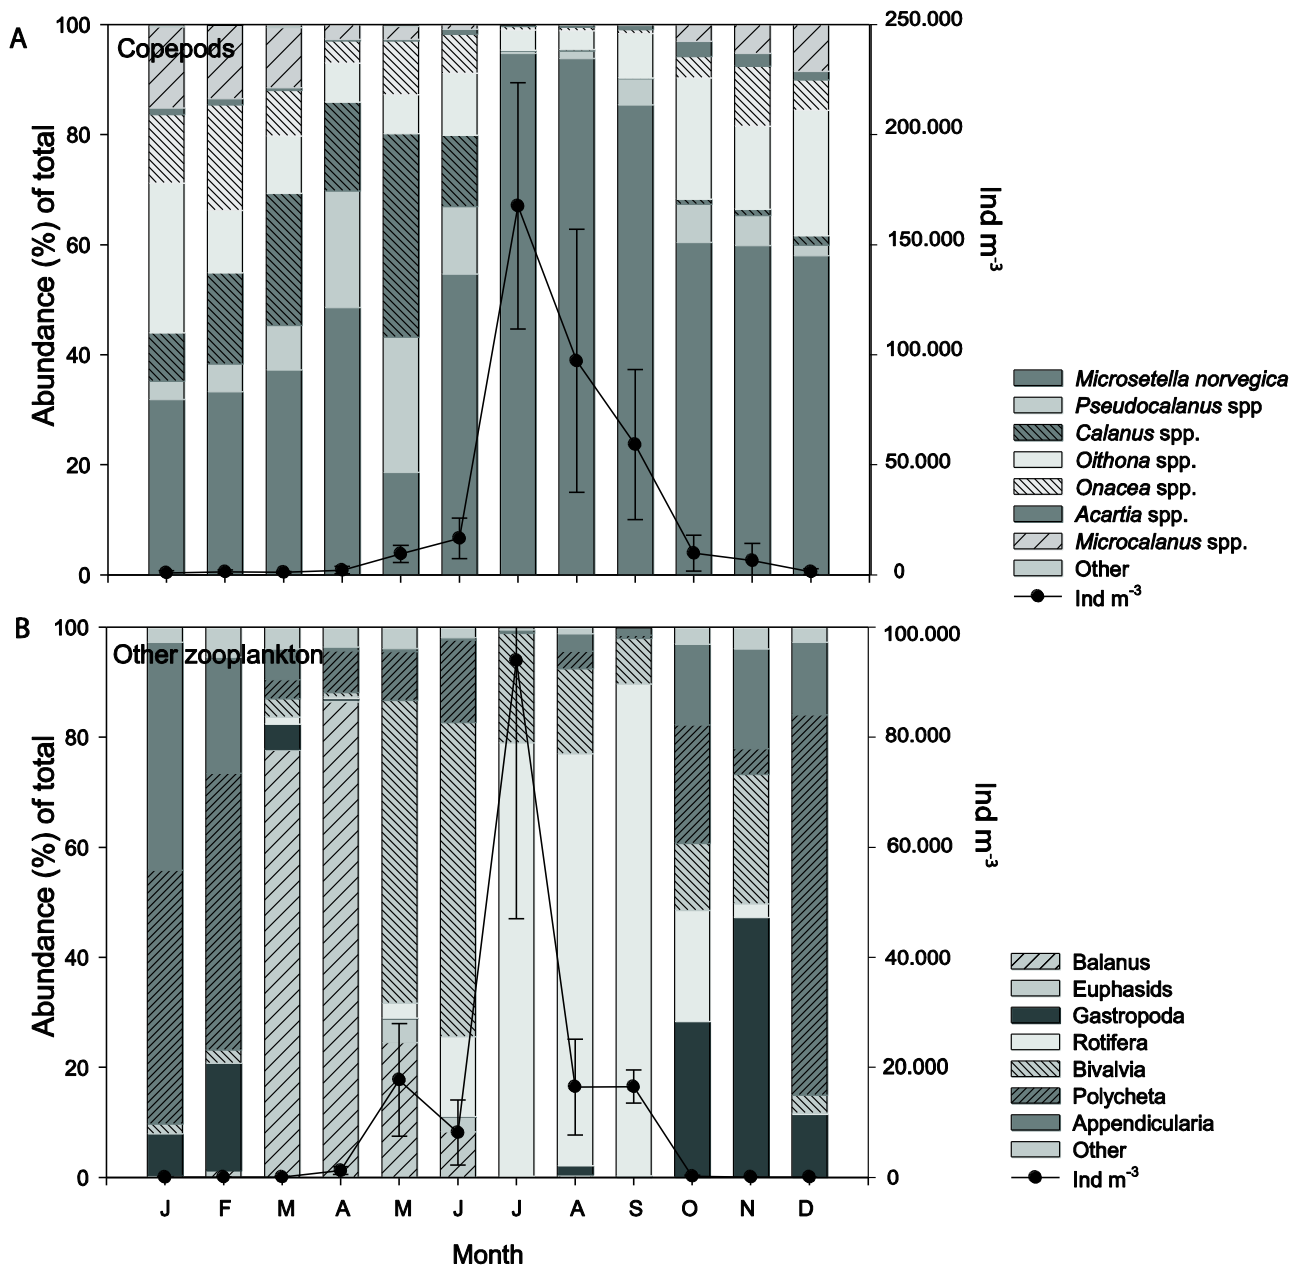 A
Copepods
100
80
60
40
20
0
Abundance (%) of total
250.000
200.000
150.000
100.000
50.000
0
Ind m-3
Microsetella norvegica
Pseudocalanus spp
Calanus spp.
Oithona spp.
Onacea spp.
Acartia spp.
Microcalanus spp.
Other
Ind m-3
B
Other zooplankton
100
80
60
40
20
0
Abundance (%) of total
100.000
80.000
60.000
40.000
20.000
0
Ind m-3
Balanus
Euphasids
Gastropoda
Rotifera
Bivalvia
Polycheta
Appendicularia
Other
Ind m-3
J F M A M J J A S O N D
Month